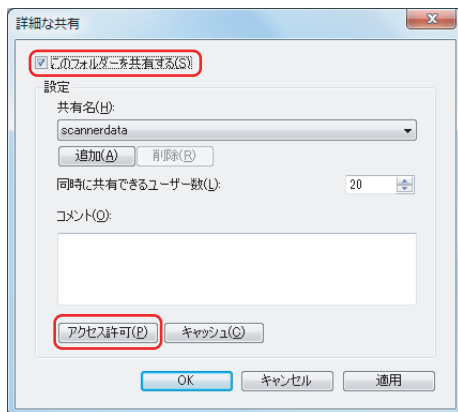 詳細な共有
このフォルダーを共有する(S)
設定
共有名(H):
scannerdata
追加(A) 削除(R)
同時に共有できるユーザー数(L): 20
コメント(O):
アクセス許可(P) キャッシュ(C)
OK キャンセル 適用